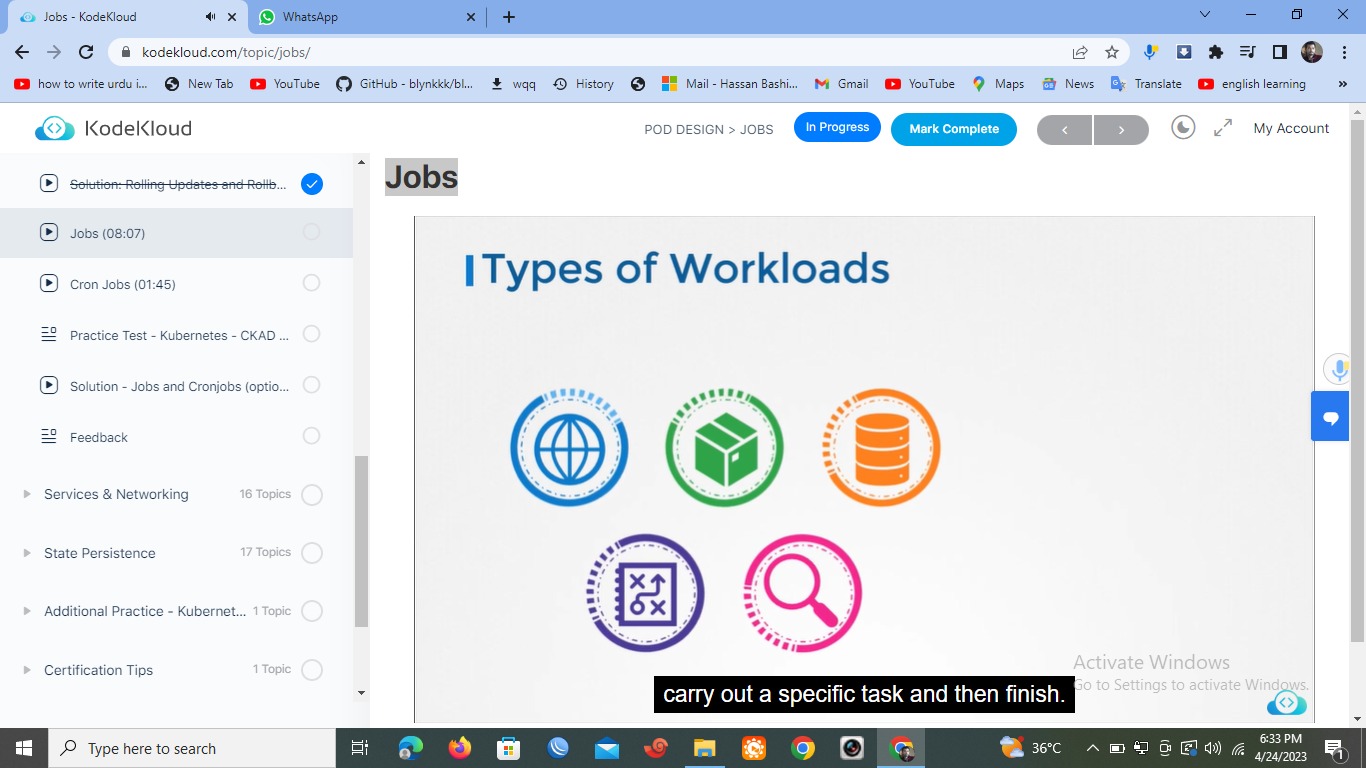 Jobs - KodeKloud
WhatsApp
kodekloud.com/topic/jobs/
how to write urdu i...
New Tab
YouTube
GitHub - blynkkk/bl...
wqq
History
Mail - Hassan Bashi...
Gmail
YouTube
Maps
News
Translate
english learning
»
KodeKloud
POD DESIGN > JOBS
In Progress
Mark Complete
<
>
My Account
Solution: Rolling Updates and Rollb...
Jobs (08:07)
Cron Jobs (01:45)
Practice Test - Kubernetes - CKAD ...
Solution - Jobs and Cronjobs (optio...
Feedback
Services & Networking 16 Topics
State Persistence 17 Topics
Additional Practice - Kubernet... 1 Topic
Certification Tips 1 Topic
Jobs
Types of Workloads
carry out a specific task and then finish.
Activate Windows
Go to Settings to activate Windows.
Type here to search
36°C
6:33 PM
4/24/2023
1